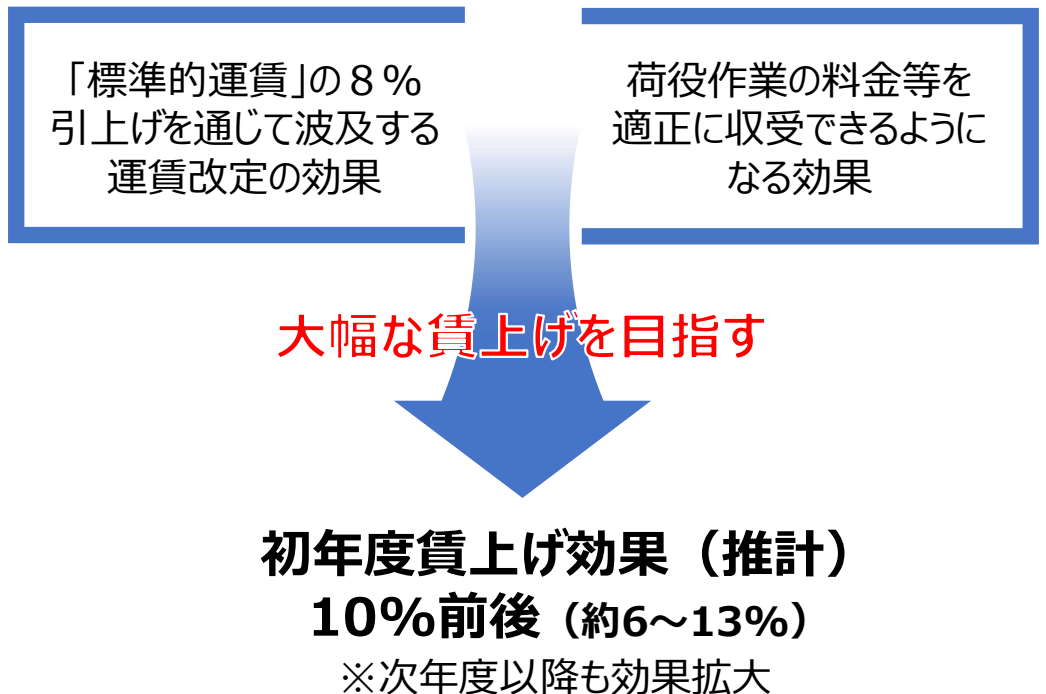 「標準的運賃」の８％
引上げを通じて波及する
運賃改定の効果
荷役作業の料金等を
適正に収受できるように
なる効果
大幅な賃上げを目指す
初年度賃上げ効果（推計）
10%前後（約6～13%）
※次年度以降も効果拡大